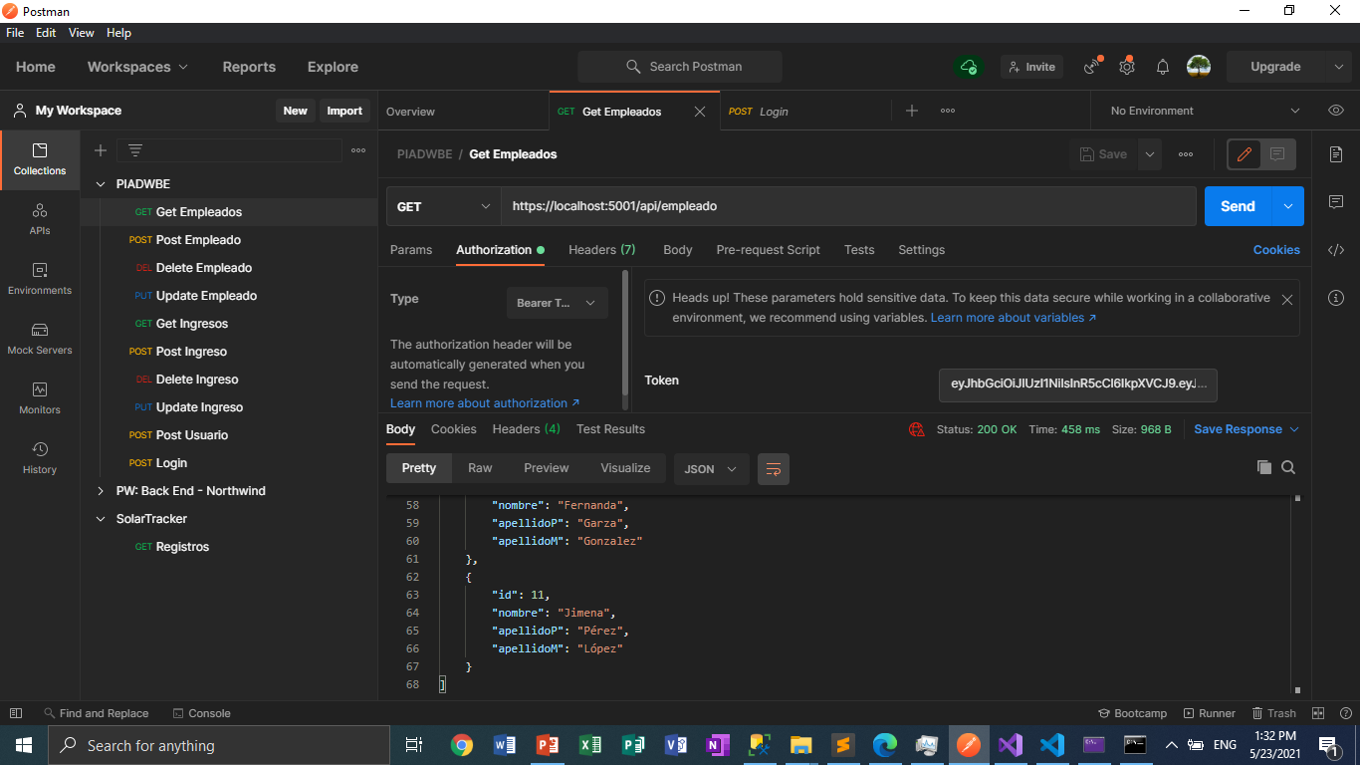 Postman
File Edit View Help
Home Workspaces Reports Explore Search Postman Invite Upgrade
My Workspace New Import
Overview GET Get Empleados POST Login No Environment
PIADWBE / Get Empleados Save
GET https://localhost:5001/api/empleado Send
Params Authorization Headers (7) Body Pre-request Script Tests Settings Cookies
Type Bearer T...
The authorization header will be
automatically generated when you
send the request.
Learn more about authorization ↗
Heads up! These parameters hold sensitive data. To keep this data secure while working in a collaborative
environment, we recommend using variables. Learn more about variables ↗
Token
Collections
APIs
Environments
Mock Servers
Monitors
History
PIADWBE
GET Get Empleados
POST Post Empleado
DEL Delete Empleado
PUT Update Empleado
GET Get Ingresos
POST Post Ingreso
DEL Delete Ingreso
PUT Update Ingreso
POST Post Usuario
POST Login
PW: Back End - Northwind
SolarTracker
GET Registros
Body Cookies Headers (4) Test Results Status: 200 OK Time: 458 ms Size: 968 B Save Response
Pretty Raw Preview Visualize JSON
58 "nombre": "Fernanda",
59 "apellidoP": "Garza",
60 "apellidoM": "Gonzalez"
61 },
62 {
63 "id": 11,
64 "nombre": "Jimena",
65 "apellidoP": "Pérez",
66 "apellidoM": "López"
67 }
68 ]
Find and Replace Console Bootcamp Runner Trash
Search for anything ENG 1:32 PM
5/23/2021 1